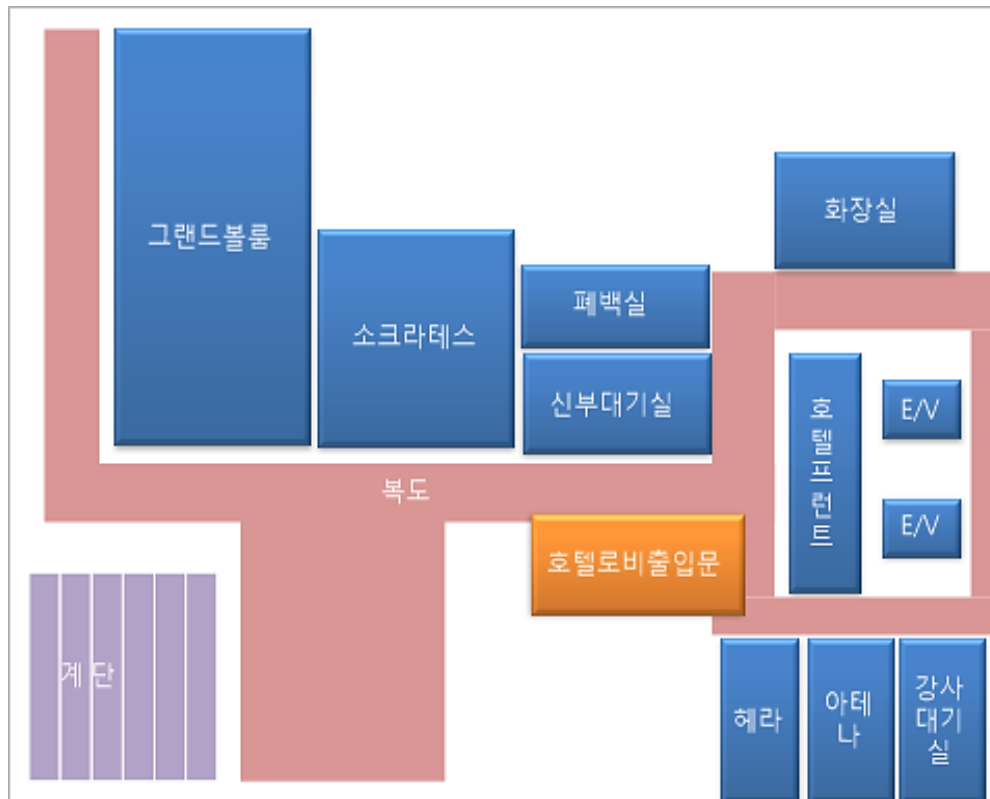 그랜드볼룸
소크라테스
폐백실
신부대기실
화장실
호
텔
프
런
트
E/V
E/V
복도
호텔로비출입문
계단
헤라
아테
나
강사
대기
실